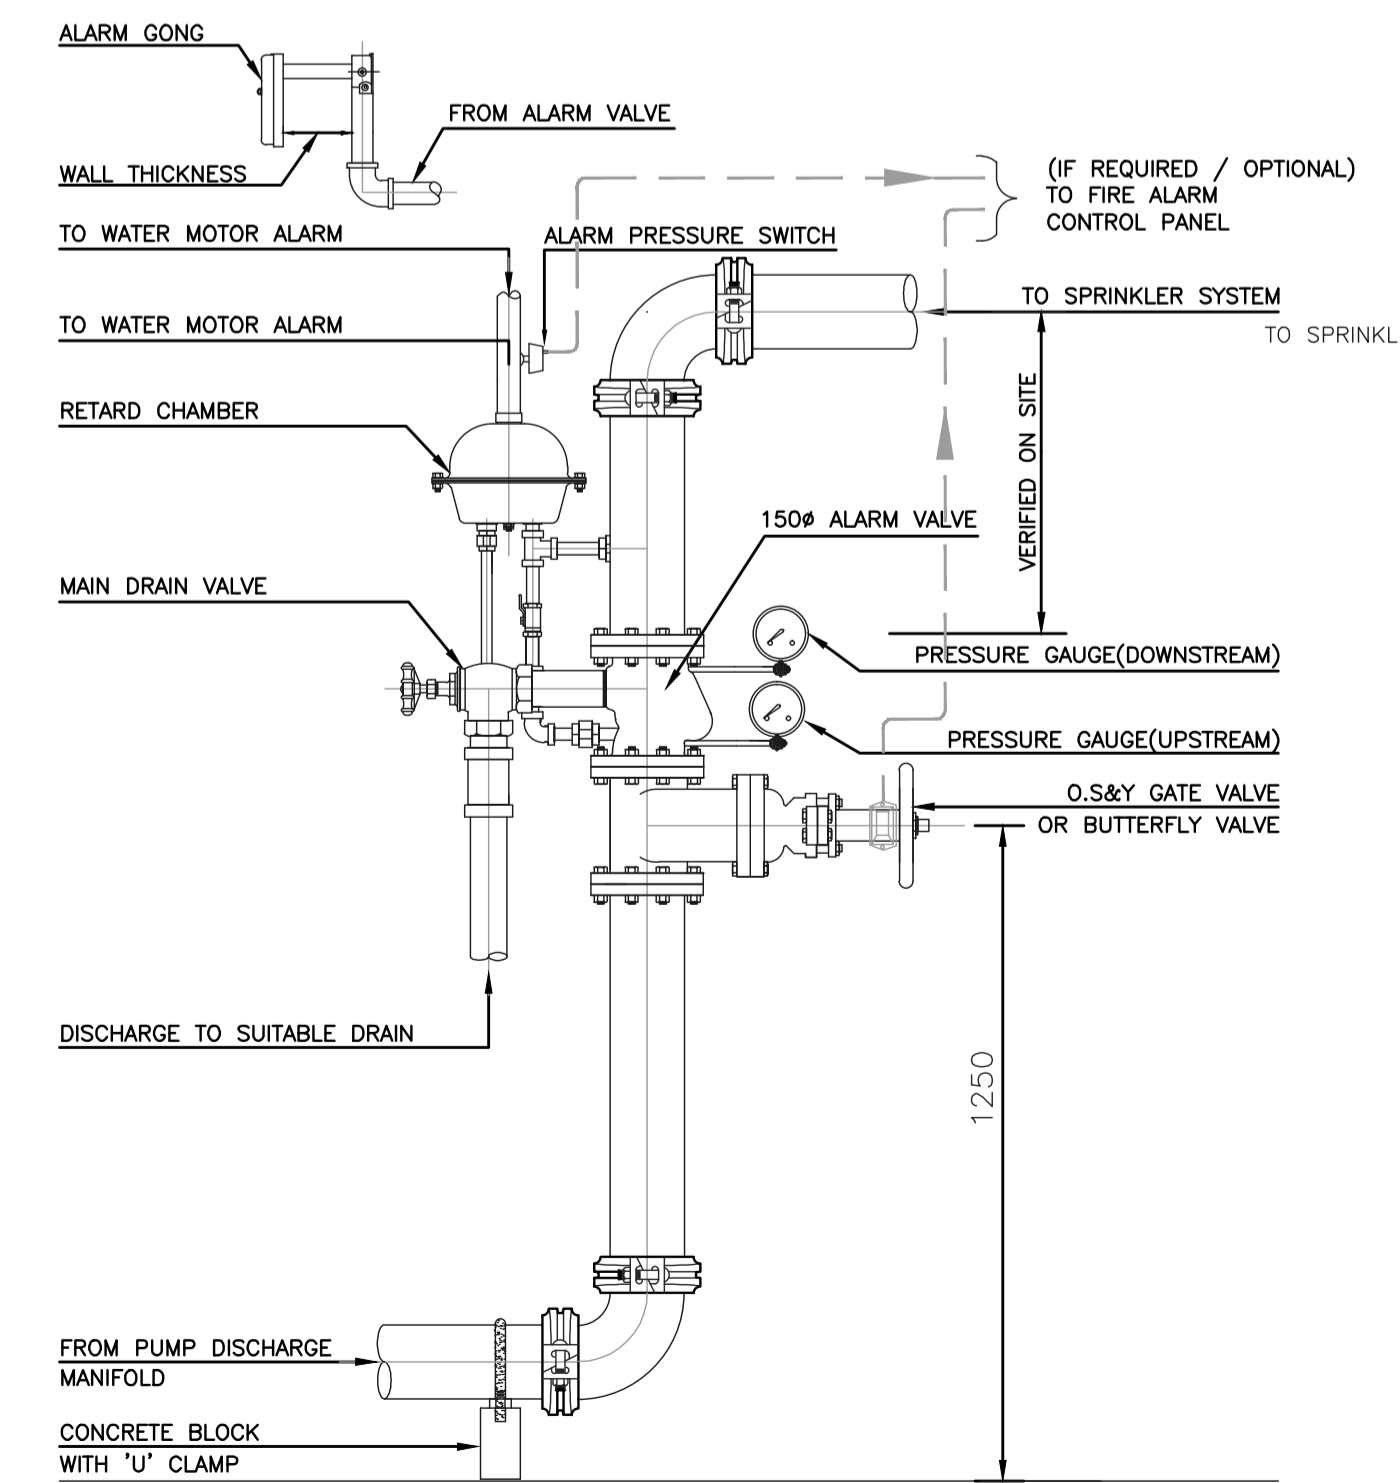 ALARM GONG
FROM ALARM VALVE
WALL THICKNESS
(IF REQUIRED / OPTIONAL)
TO FIRE ALARM
CONTROL PANEL
TO WATER MOTOR ALARM
ALARM PRESSURE SWITCH
TO SPRINKLER SYSTEM
TO SPRINKL
TO WATER MOTOR ALARM
RETARD CHAMBER
VERIFIED ON SITE
150ø ALARM VALVE
MAIN DRAIN VALVE
PRESSURE GAUGE(DOWNSTREAM)
PRESSURE GAUGE(UPSTREAM)
O.S&Y GATE VALVE
OR BUTTERFLY VALVE
DISCHARGE TO SUITABLE DRAIN
1250
FROM PUMP DISCHARGE
MANIFOLD
CONCRETE BLOCK
WITH 'U' CLAMP